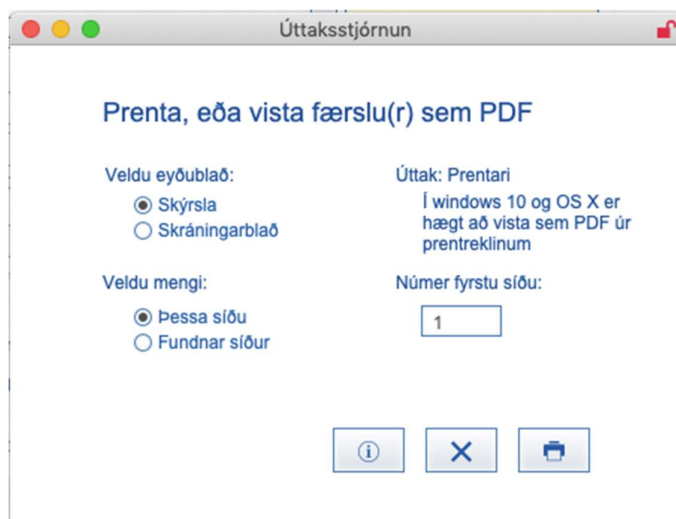 Úttaksstjórnun
Prenta, eða vista færslu(r) sem PDF
Veldu eyðublað:
Skýrsla
Skráningarblað
Úttak: Prentari
Í windows 10 og OS X er
hægt að vista sem PDF úr
prentreklinum
Veldu mengi:
Þessa síðu
Fundnar síður
Númer fyrstu síðu:
1